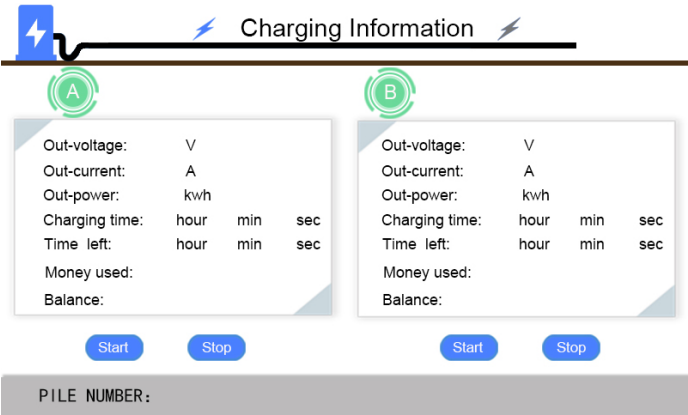 Charging Information
A
Out-voltage: V
Out-current: A
Out-power: kwh
Charging time: hour min sec
Time left: hour min sec
Money used:
Balance:
Start Stop
B
Out-voltage: V
Out-current: A
Out-power: kwh
Charging time: hour min sec
Time left: hour min sec
Money used:
Balance:
Start Stop
PILE NUMBER: